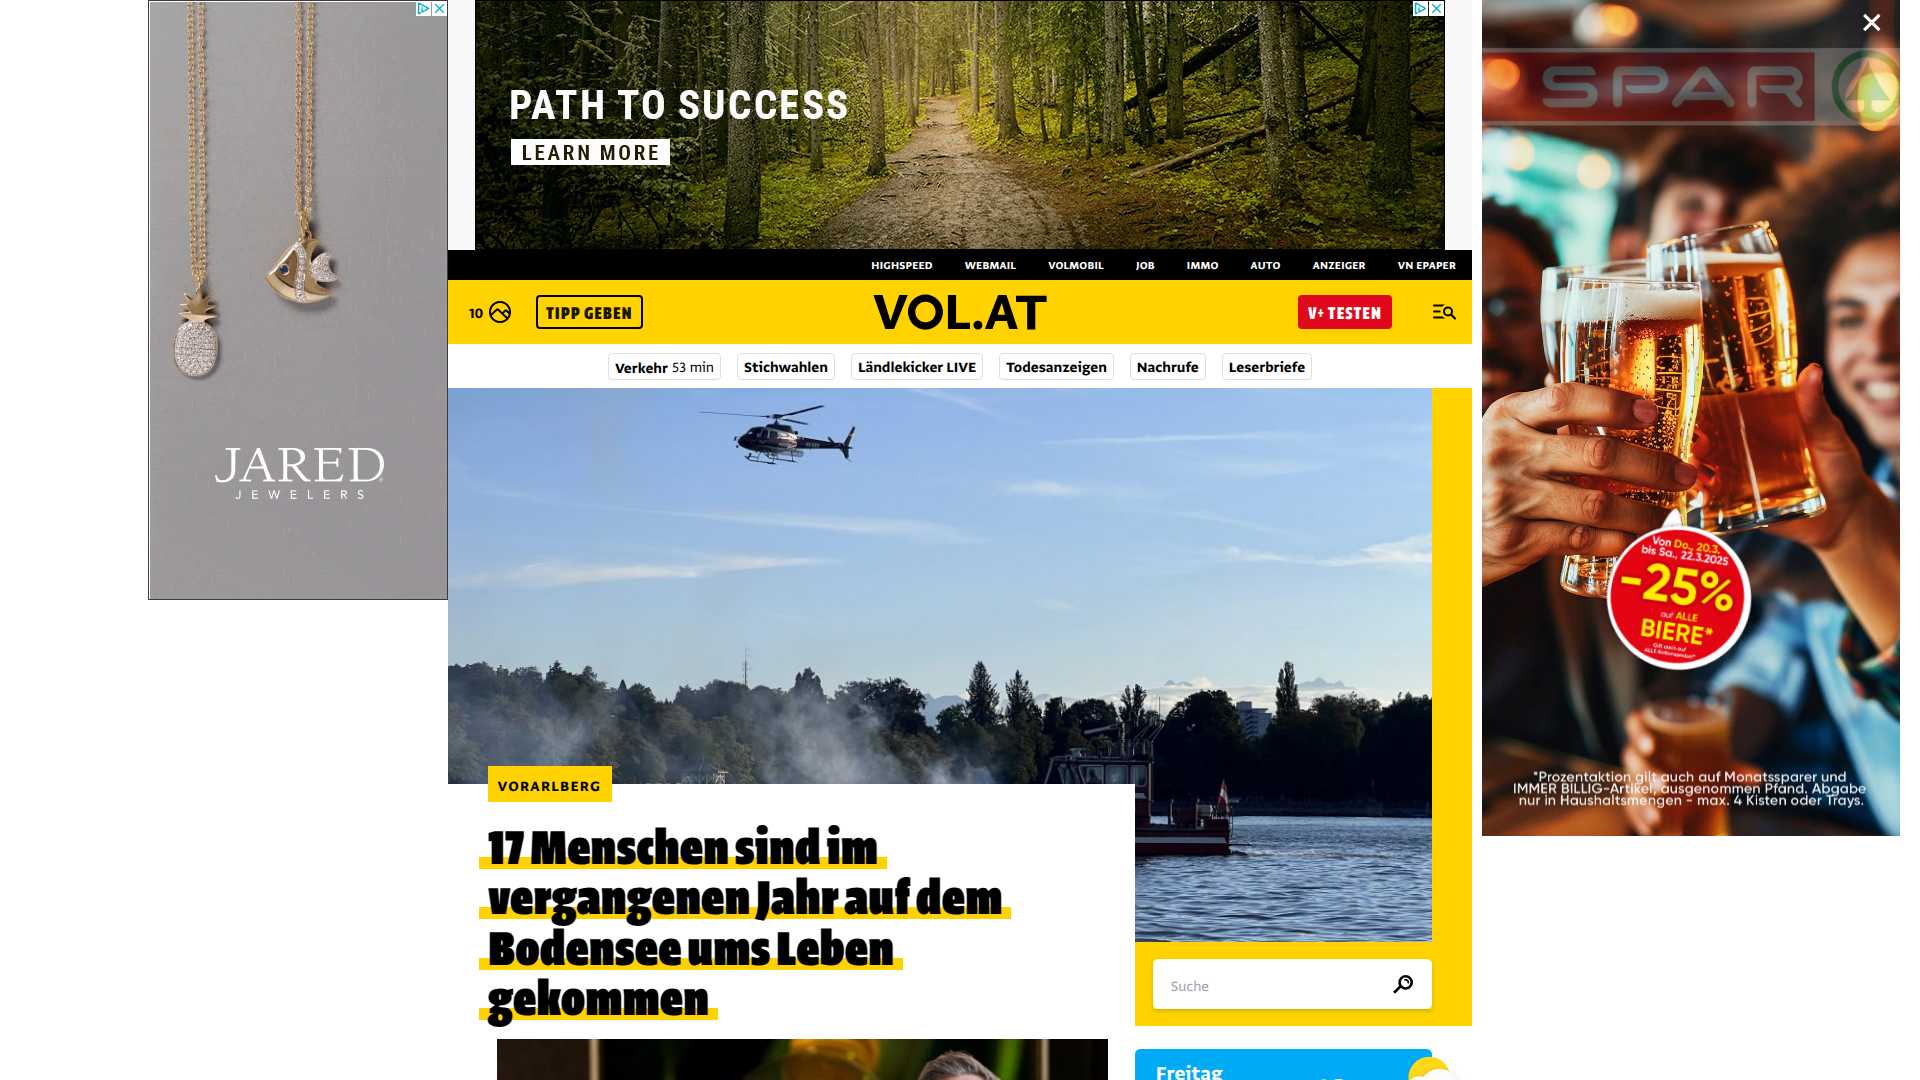 JARED
JEWELERS
PATH TO SUCCESS
LEARN MORE
HIGHSPEED WEBMAIL VOLMOBIL JOB IMMO AUTO ANZEIGER VN EPAPER
10 TIPP GEBEN VOL.AT V+ TESTEN
Verkehr 53 min Stichwahlen Ländlekicker LIVE Todesanzeigen Nachrufe Leserbriefe
VORARLBERG
17 Menschen sind im
vergangenen Jahr auf dem
Bodensee ums Leben
gekommen
Suche
Freitag
SPAR
Von Do., 20.3.
bis Sa., 22.3.2025
-25%
auf ALLE
BIERE*
Gilt auch auf
*Prozentaktion gilt auch auf Monatssparer und
IMMER BILLIG-Artikel, ausgenommen Pfand. Abgabe
nur in Haushaltsmengen - max. 4 Kisten oder Trays.